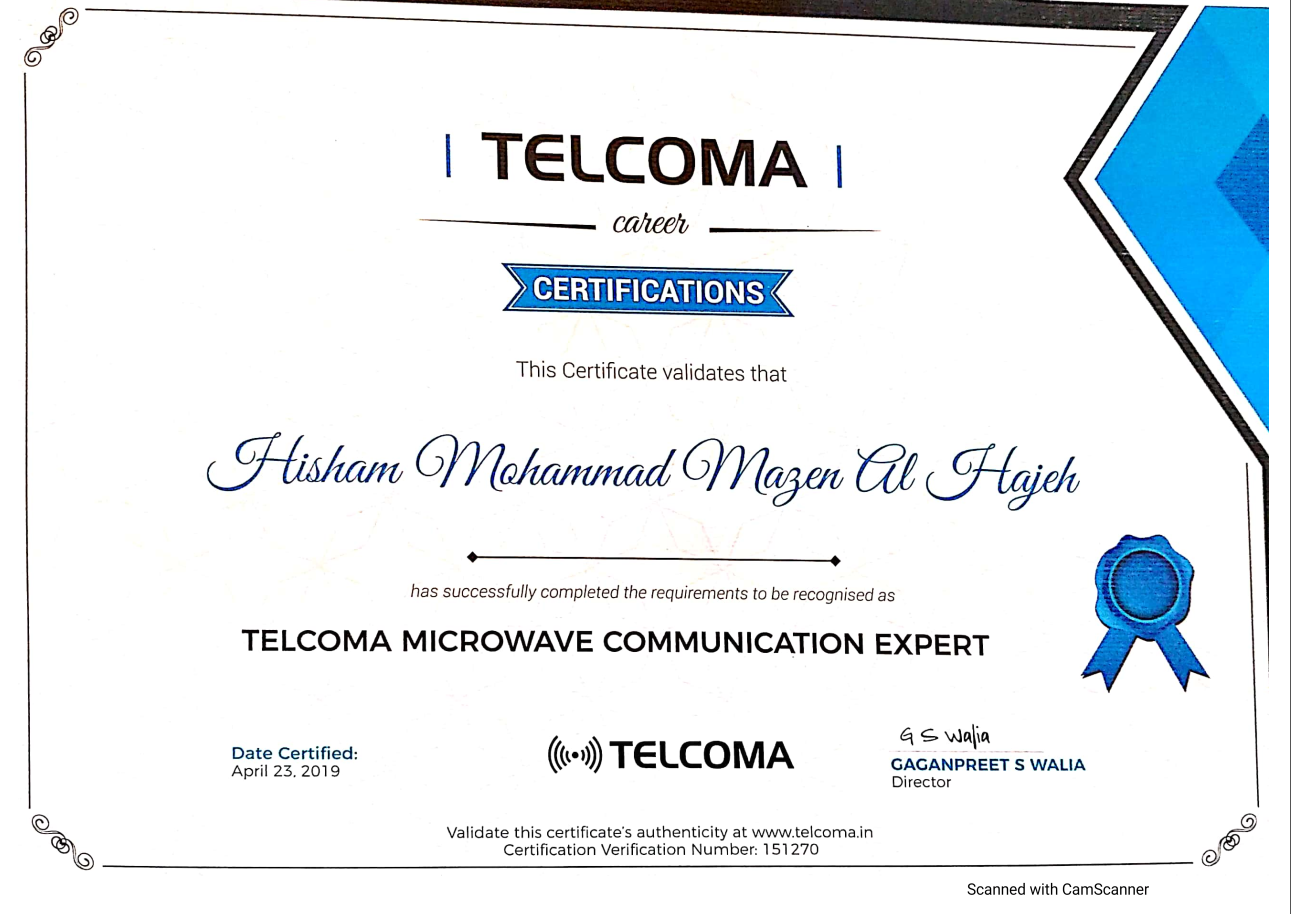 TELCOMA
career
CERTIFICATIONS
This Certificate validates that
Hisham Mohammad Mazen Al Hajeh
has successfully completed the requirements to be recognised as
TELCOMA MICROWAVE COMMUNICATION EXPERT
Date Certified:
April 23, 2019
TELCOMA
G S Walia
GAGANPREET S WALIA
Director
Validate this certificate's authenticity at www.telcoma.in
Certification Verification Number: 151270
Scanned with CamScanner